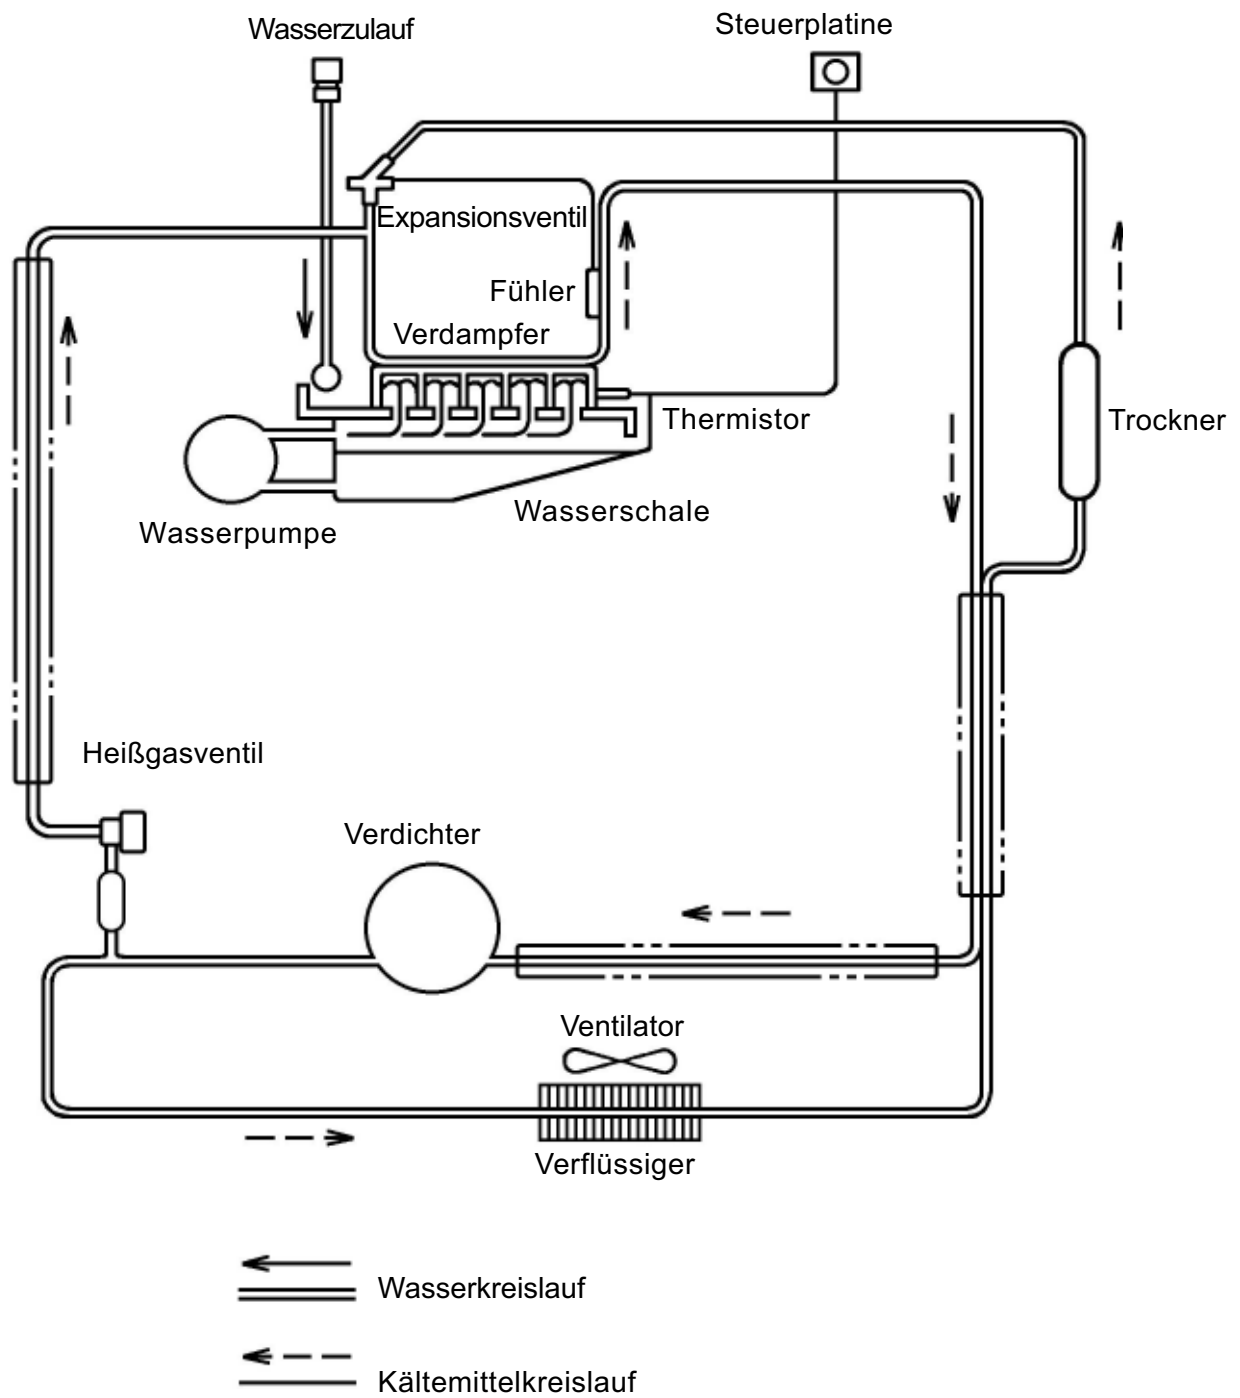 Wasserzulauf
Steuerplatine
Expansionsventil
Fühler
Verdampfer
Thermistor
Trockner
Wasserschale
Wasserpumpe
Heißgasventil
Verdichter
Ventilator
Verflüssiger
Wasserkreislauf
Kältemittelkreislauf